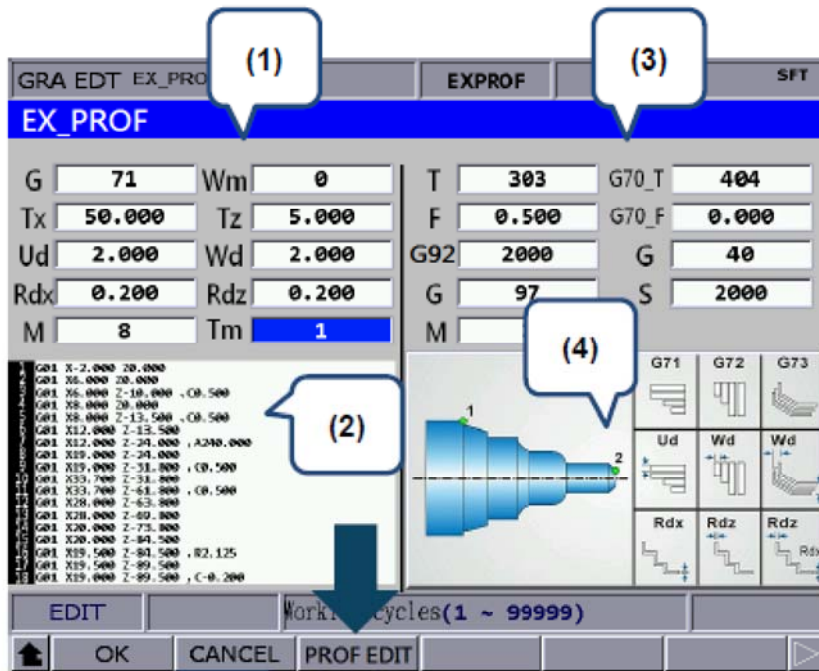 (1)
(3)
GRA EDT EX_PRO
EXPROF
SFT
EX_PROF
G 71 Wm 0 T 303 G70_T 404
Tx 50.000 Tz 5.000 F 0.500 G70_F 0.000
Ud 2.000 Wd 2.000 G92 2000 G 40
Rdx 0.200 Rdz 0.200 G 97 S 2000
M 8 Tm 1 M
(4)
(2)
G01 X-2.000 Z0.000
G01 X6.000 Z0.000
G01 X6.000 Z-10.000 ,C0.500
G01 X8.000 Z0.000
G01 X8.000 Z-13.500 ,C0.500
G01 X12.000 Z-13.500
G01 X12.000 Z-24.000 ,A240.000
G01 X19.000 Z-24.000
G01 X19.000 Z-31.800 ,C0.500
G01 X33.700 Z-31.800
G01 X33.700 Z-61.800 ,C0.500
G01 X28.000 Z-63.800
G01 X28.000 Z-69.800
G01 X20.000 Z-73.800
G01 X20.000 Z-84.500
G01 X19.500 Z-84.500 ,R2.125
G01 X19.500 Z-89.500
G01 X19.000 Z-89.500 ,C-0.200
1
2
G71 G72 G73
Ud Wd Wd
Rdx Rdz Rdz
Rdx
EDIT
cycles(1 ~ 99999)
OK CANCEL PROF EDIT